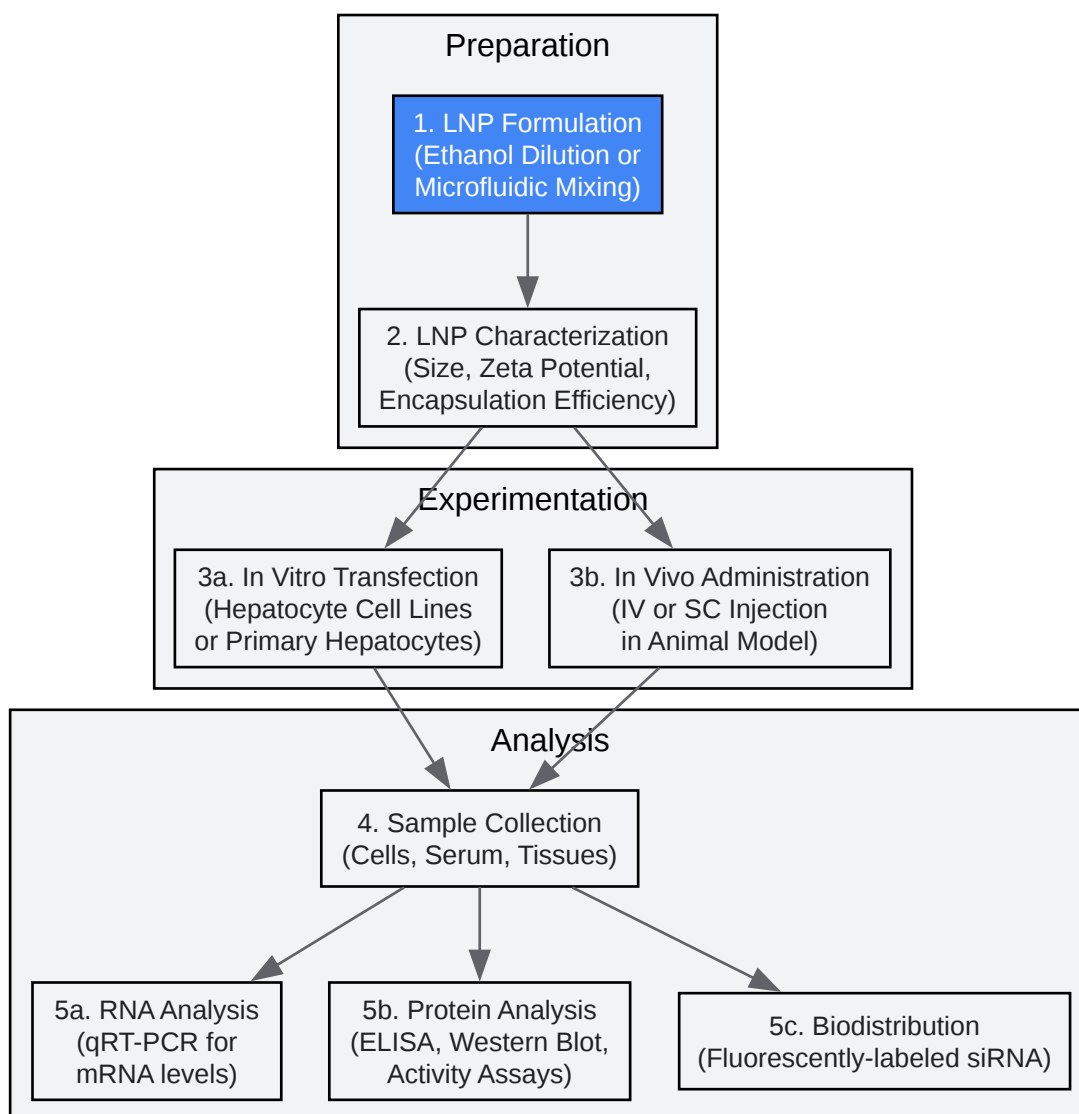 Preparation
1. LNP Formulation
(Ethanol Dilution or
Microfluidic Mixing)
2. LNP Characterization
(Size, Zeta Potential,
Encapsulation Efficiency)
Experimentation
3a. In Vitro Transfection
(Hepatocyte Cell Lines
or Primary Hepatocytes)
3b. In Vivo Administration
(IV or SC Injection
in Animal Model)
Analysis
4. Sample Collection
(Cells, Serum, Tissues)
5a. RNA Analysis
(qRT-PCR for
mRNA levels)
5b. Protein Analysis
(ELISA, Western Blot,
Activity Assays)
5c. Biodistribution
(Fluorescently-labeled siRNA)